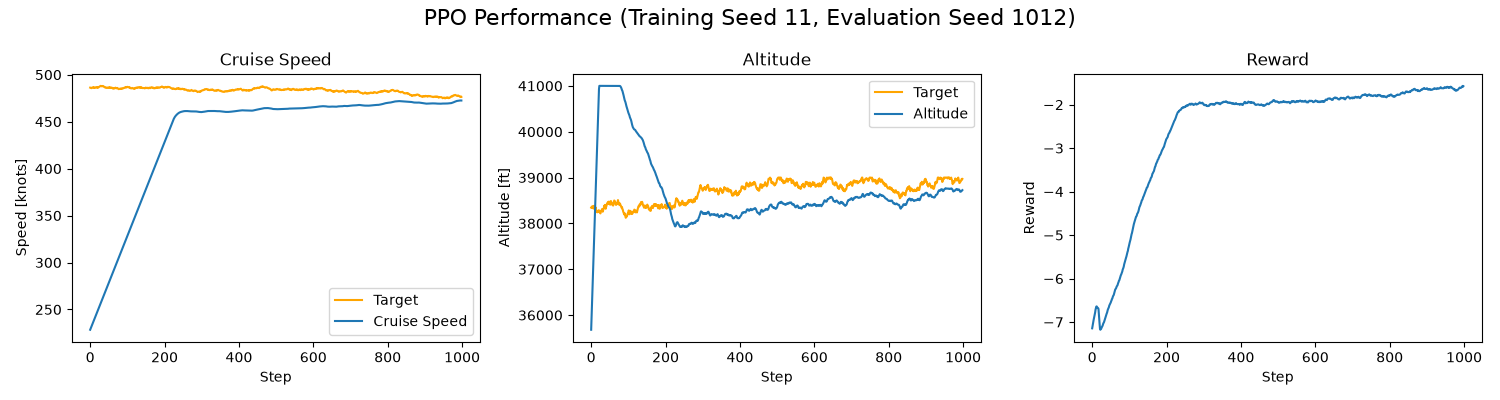 PPO Performance (Training Seed 11, Evaluation Seed 1012)
Cruise Speed
500
450
400
350
300
250
Speed [knots]
0 200 400 600 800 1000
Step
Target
Cruise Speed
Altitude
41000
40000
39000
38000
37000
36000
Altitude [ft]
0 200 400 600 800 1000
Step
Target
Altitude
Reward
−2
−3
−4
−5
−6
−7
Reward
0 200 400 600 800 1000
Step